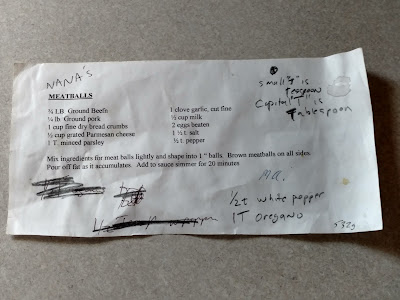 NANA'S
small "t" is
teaspoon
Capital "T" is
tablespoon
MEATBALLS
¾ LB Ground Beefn
¼ lb Ground pork
1 cup fine dry bread crumbs
½ cup grated Parmesan cheese
1 T. minced parsley
1 clove garlic, cut fine
½ cup milk
2 eggs beaten
1 ½ t. salt
½ t. pepper
Mix ingredients for meat balls lightly and shape into 1" balls. Brown meatballs on all sides.
Pour off fat as it accumulates. Add to sauce simmer for 20 minutes
½ t white pepper
1T oregano